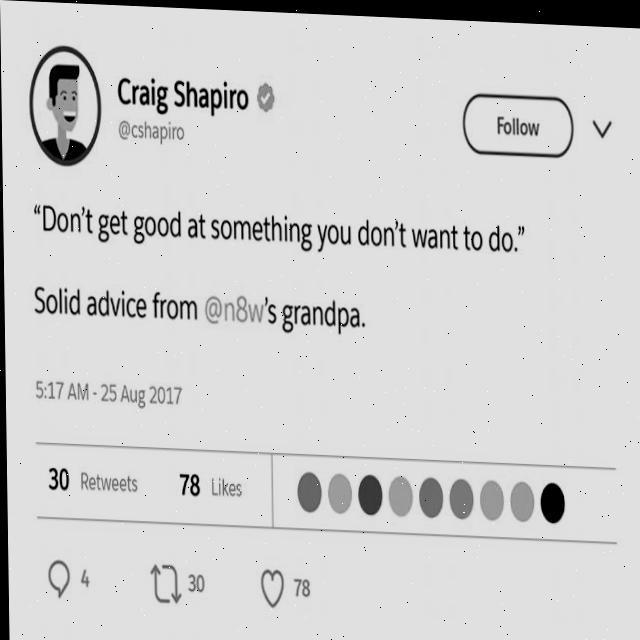 Craig Shapiro
@cshapiro
Follow
“Don’t get good at something you don’t want to do.”
Solid advice from @n8w’s grandpa.
5:17 AM - 25 Aug 2017
30 Retweets 78 Likes
4 30 78